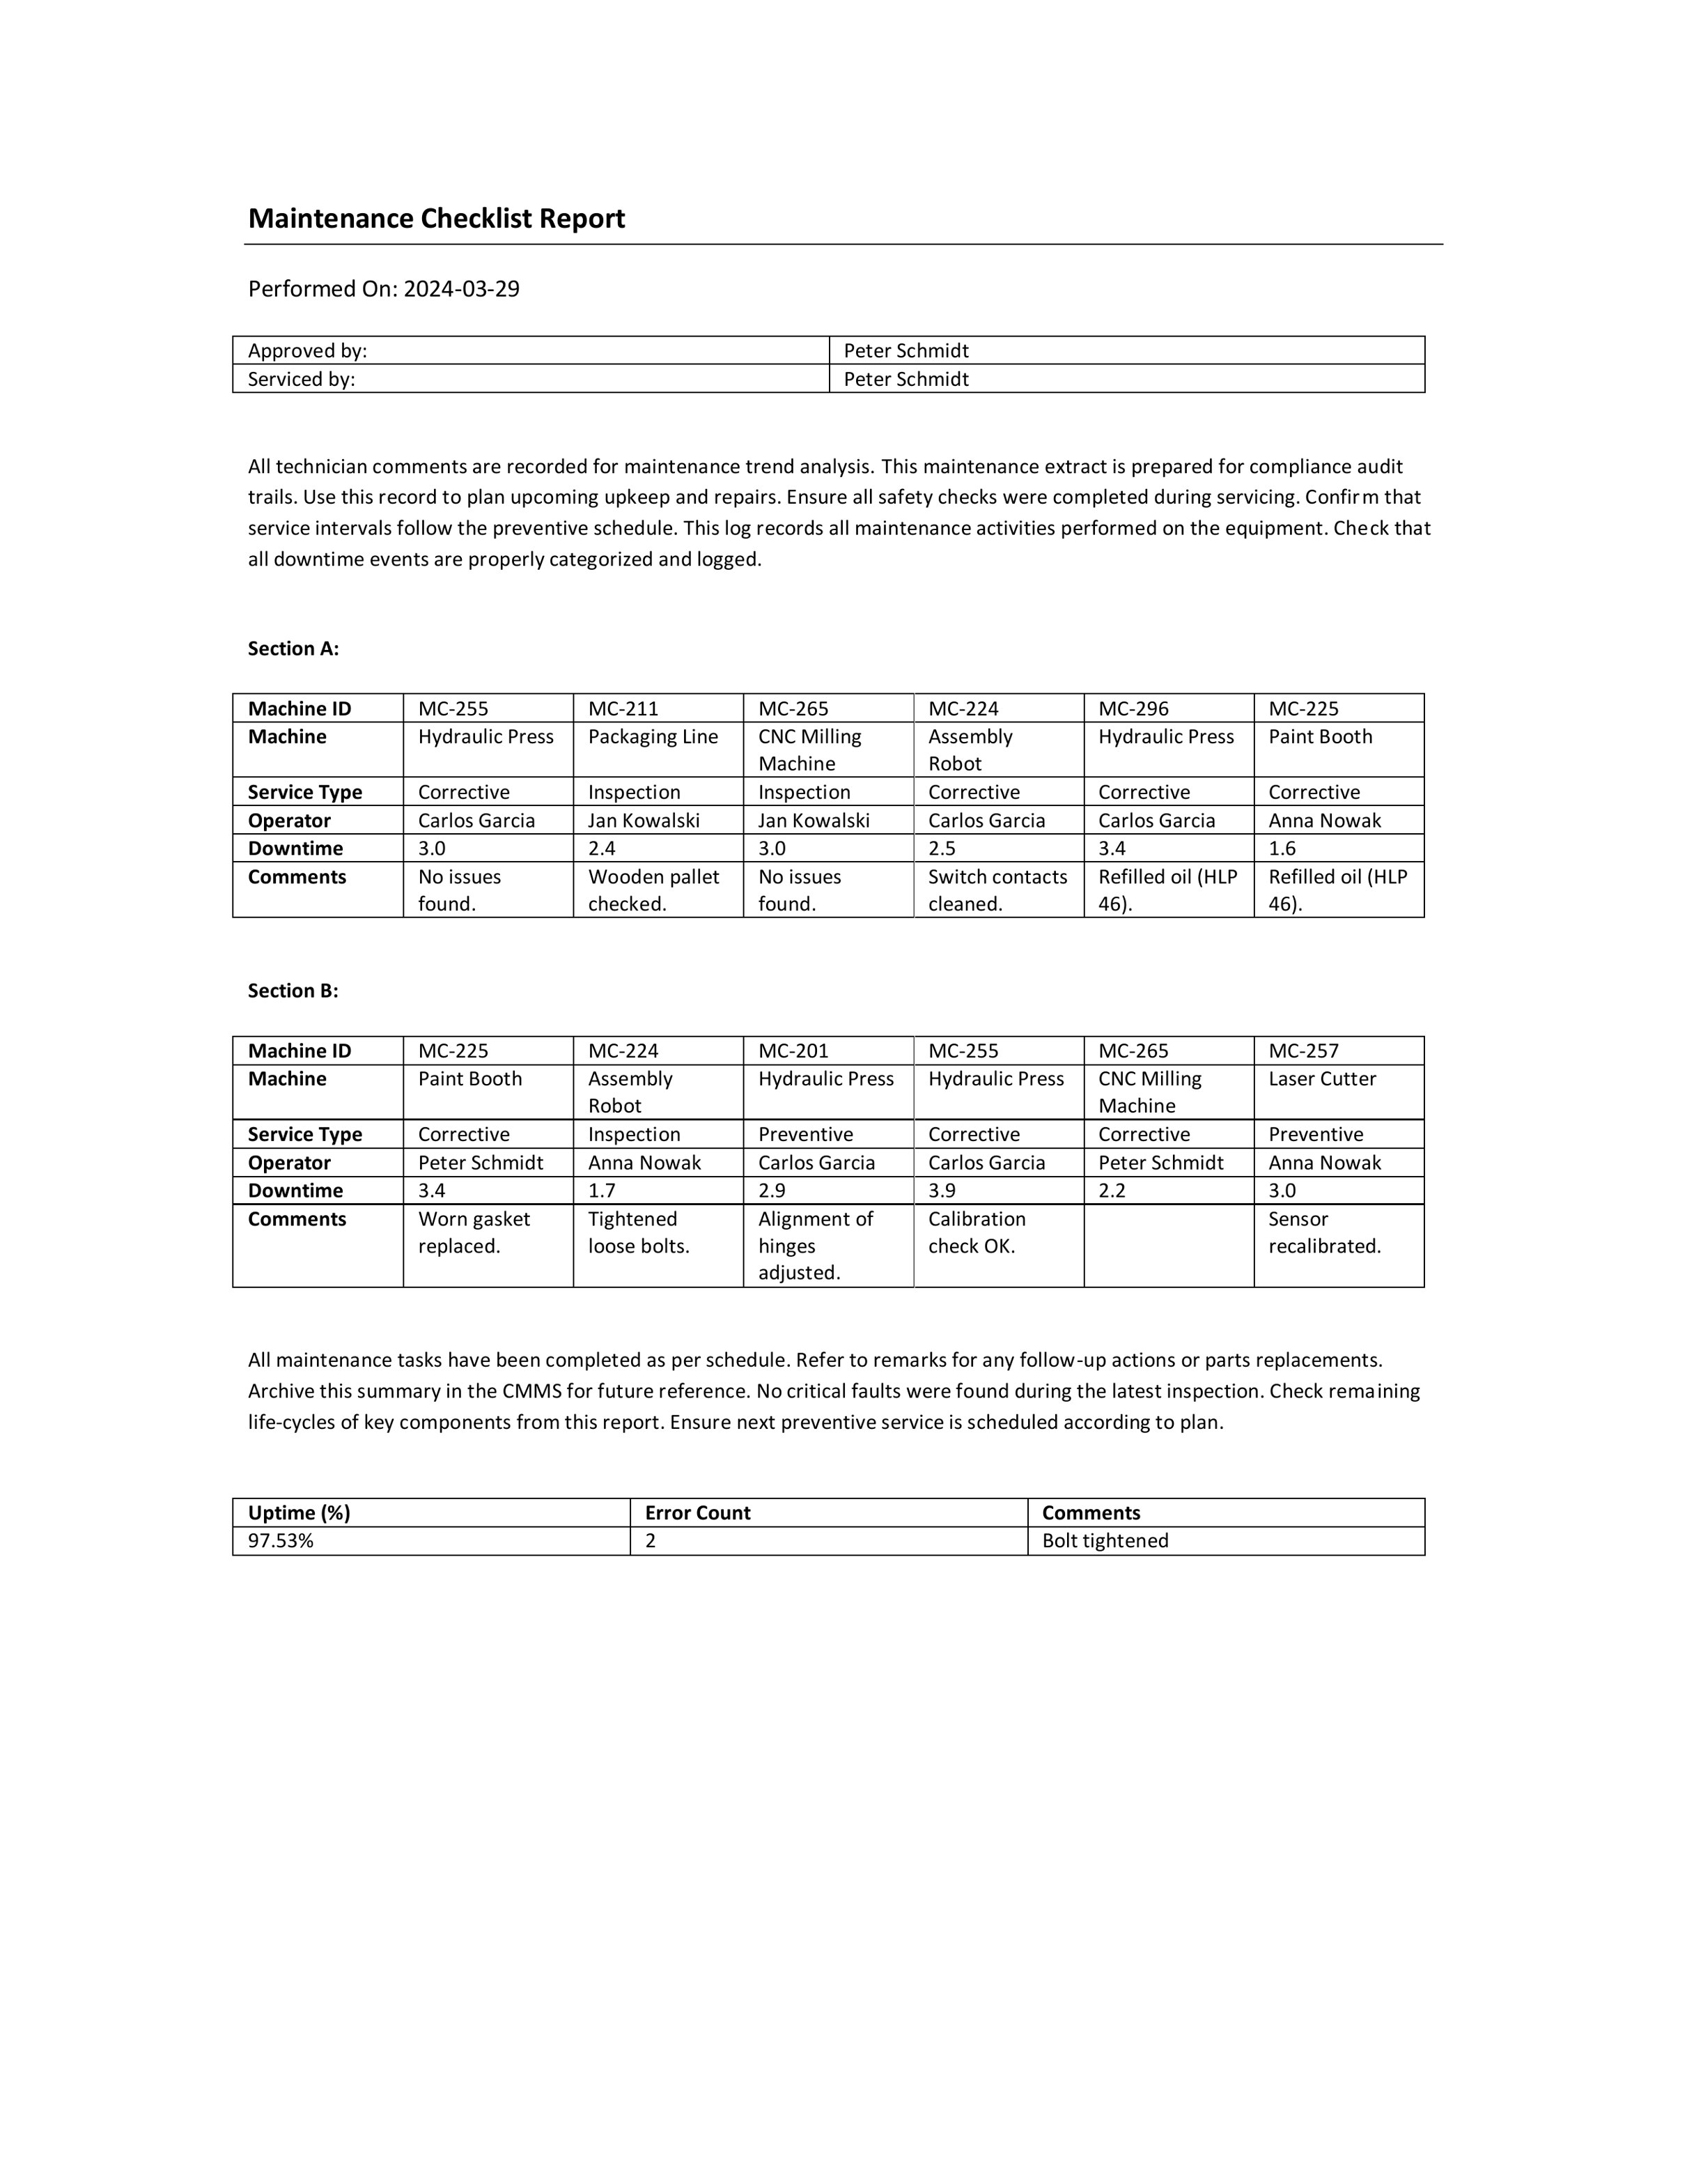 Maintenance Checklist Report
Performed On: 2024-03-29
Approved by: Peter Schmidt
Serviced by: Peter Schmidt
All technician comments are recorded for maintenance trend analysis. This maintenance extract is prepared for compliance audit
trails. Use this record to plan upcoming upkeep and repairs. Ensure all safety checks were completed during servicing. Confirm that
service intervals follow the preventive schedule. This log records all maintenance activities performed on the equipment. Check that
all downtime events are properly categorized and logged.
Section A:
Machine ID MC-255 MC-211 MC-265 MC-224 MC-296 MC-225
Machine Hydraulic Press Packaging Line CNC Milling Assembly Hydraulic Press Paint Booth
Machine Robot
Service Type Corrective Inspection Inspection Corrective Corrective Corrective
Operator Carlos Garcia Jan Kowalski Jan Kowalski Carlos Garcia Carlos Garcia Anna Nowak
Downtime 3.0 2.4 3.0 2.5 3.4 1.6
Comments No issues Wooden pallet No issues Switch contacts Refilled oil (HLP Refilled oil (HLP
found. checked. found. cleaned. 46). 46).
Section B:
Machine ID MC-225 MC-224 MC-201 MC-255 MC-265 MC-257
Machine Paint Booth Assembly Hydraulic Press Hydraulic Press CNC Milling Laser Cutter
Robot Machine
Service Type Corrective Inspection Preventive Corrective Corrective Preventive
Operator Peter Schmidt Anna Nowak Carlos Garcia Carlos Garcia Peter Schmidt Anna Nowak
Downtime 3.4 1.7 2.9 3.9 2.2 3.0
Comments Worn gasket Tightened Alignment of Calibration Sensor
replaced. loose bolts. hinges check OK. recalibrated.
adjusted.
All maintenance tasks have been completed as per schedule. Refer to remarks for any follow-up actions or parts replacements.
Archive this summary in the CMMS for future reference. No critical faults were found during the latest inspection. Check remaining
life-cycles of key components from this report. Ensure next preventive service is scheduled according to plan.
Uptime (%) Error Count Comments
97.53% 2 Bolt tightened